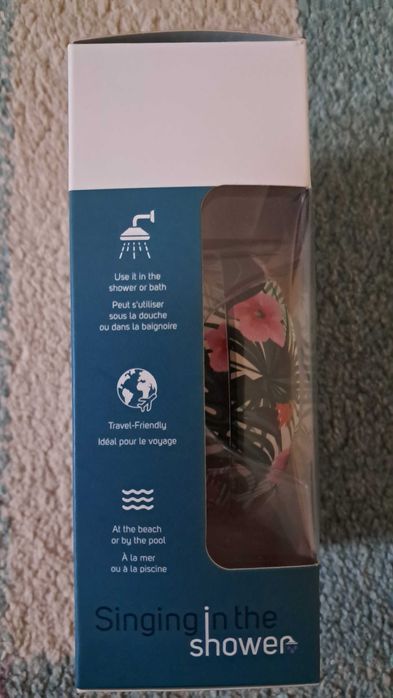 Use it in the
shower or bath
Peut s'utiliser
sous la douche
ou dans la baignoire
Travel-Friendly
Idéal pour le voyage
At the beach
or by the pool
À la mer
ou à la piscine
Singing in the
shower